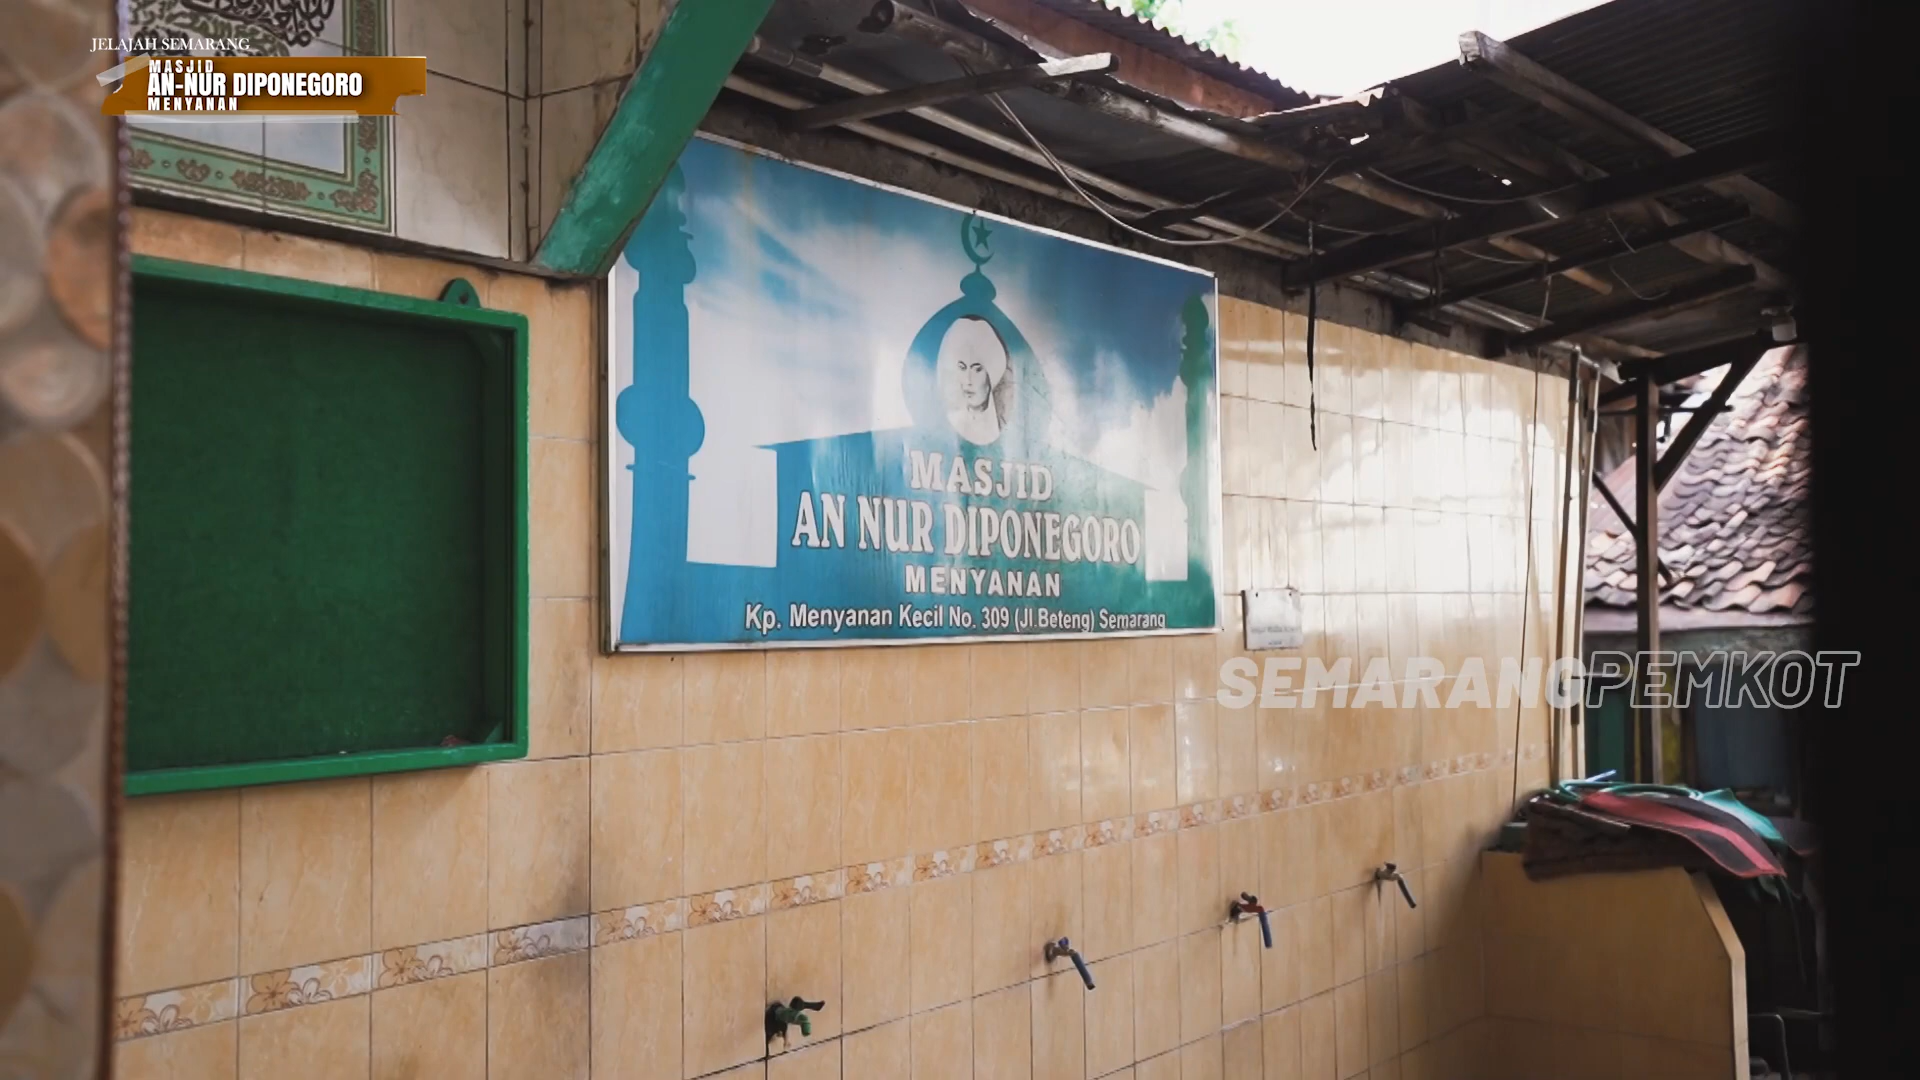 JELAJAH SEMARANG
MASJID
AN-NUR DIPONEGORO
MENYANAN
MASJID
AN NUR DIPONEGORO
MENYANAN
Kp. Menyanan Kecil No. 309 (Jl.Beteng) Semarang
SEMARANGPEMKOT